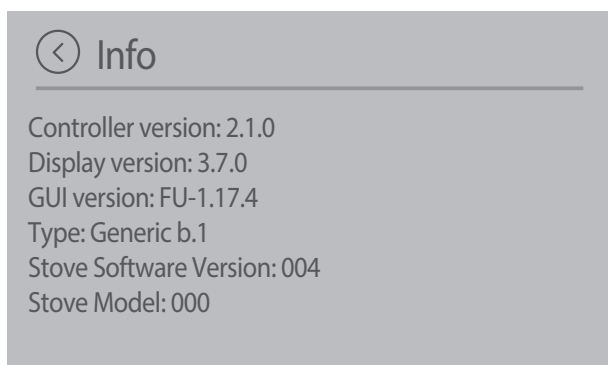 Info
Controller version: 2.1.0
Display version: 3.7.0
GUI version: FU-1.17.4
Type: Generic b.1
Stove Software Version: 004
Stove Model: 000